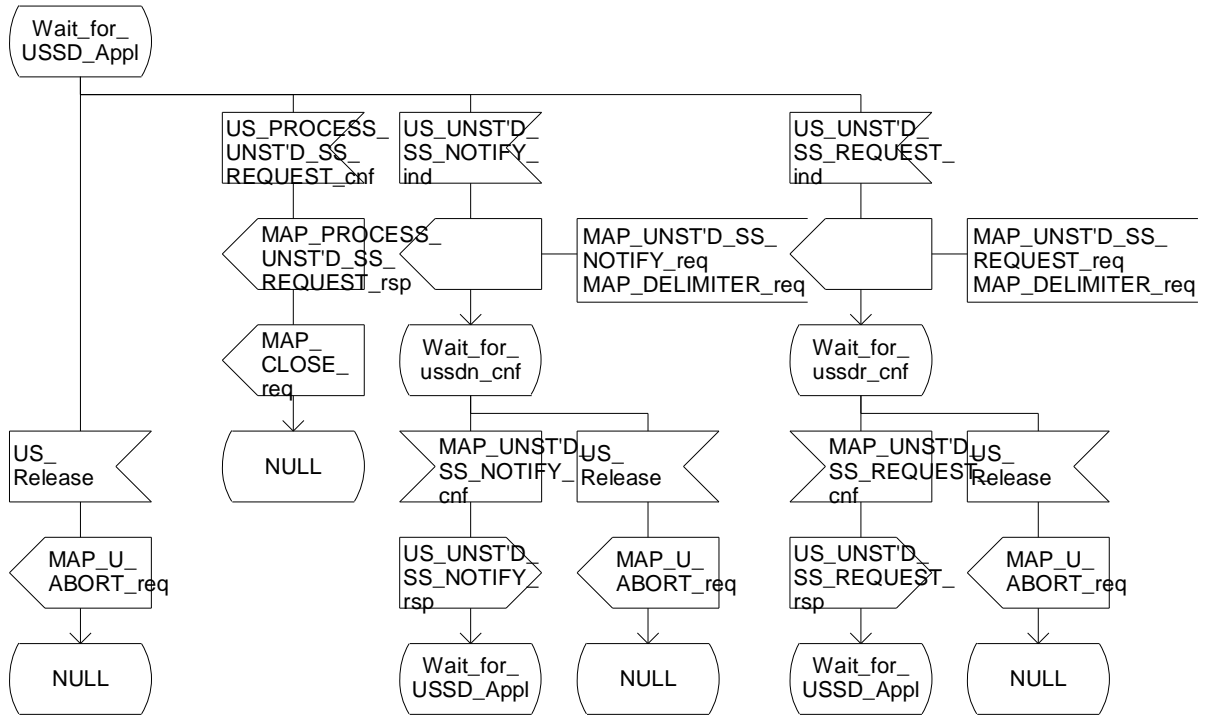 Wait_for_
USSD_Appl
US_PROCESS_
UNST'D_SS_
REQUEST_cnf
US_UNST'D_
SS_NOTIFY_
ind
US_UNST'D_
SS_REQUEST_
ind
MAP_PROCESS_
UNST'D_SS_
REQUEST_rsp
MAP_UNST'D_SS_
NOTIFY_req
MAP_DELIMITER_req
MAP_UNST'D_SS_
REQUEST_req
MAP_DELIMITER_req
MAP_
CLOSE_
req
Wait_for_
ussdn_cnf
Wait_for_
ussdr_cnf
US_
Release
NULL
MAP_UNST'D_
SS_NOTIFY_
cnf
US_
Release
MAP_UNST'D_
SS_REQUEST_
cnf
US_
Release
MAP_U_
ABORT_req
US_UNST'D_
SS_NOTIFY_
rsp
MAP_U_
ABORT_req
US_UNST'D_
SS_REQUEST_
rsp
MAP_U_
ABORT_req
NULL
Wait_for_
USSD_Appl
NULL
Wait_for_
USSD_Appl
NULL